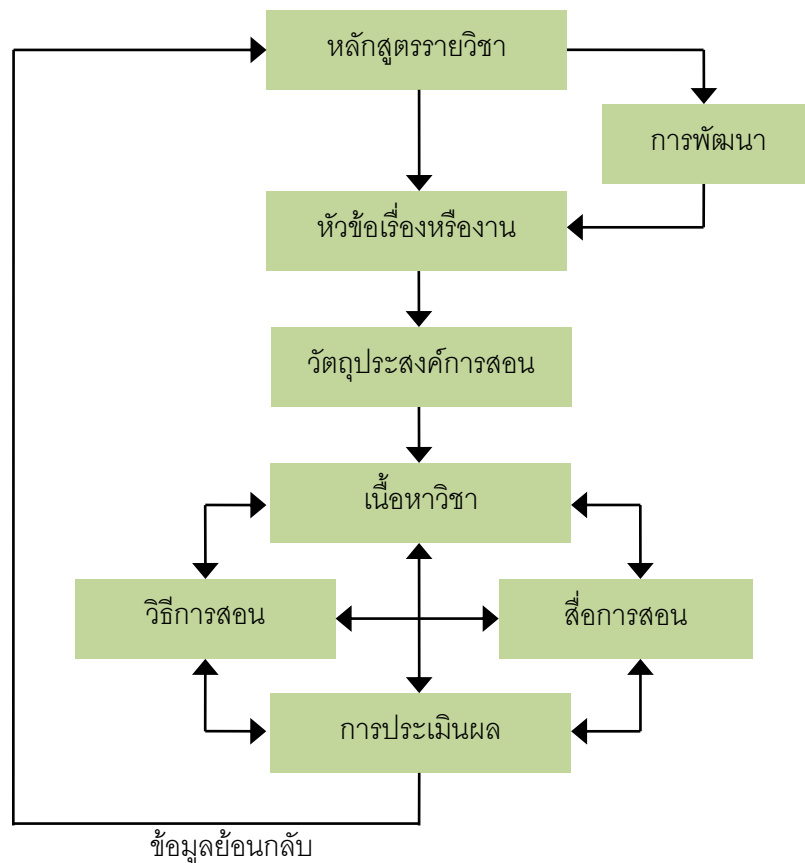 หลักสูตรรายวิชา
การพัฒนา
หัวข้อเรื่องหรืองาน
วัตถุประสงค์การสอน
เนื้อหาวิชา
วิธีการสอน
สื่อการสอน
การประเมินผล
ข้อมูลย้อนกลับ